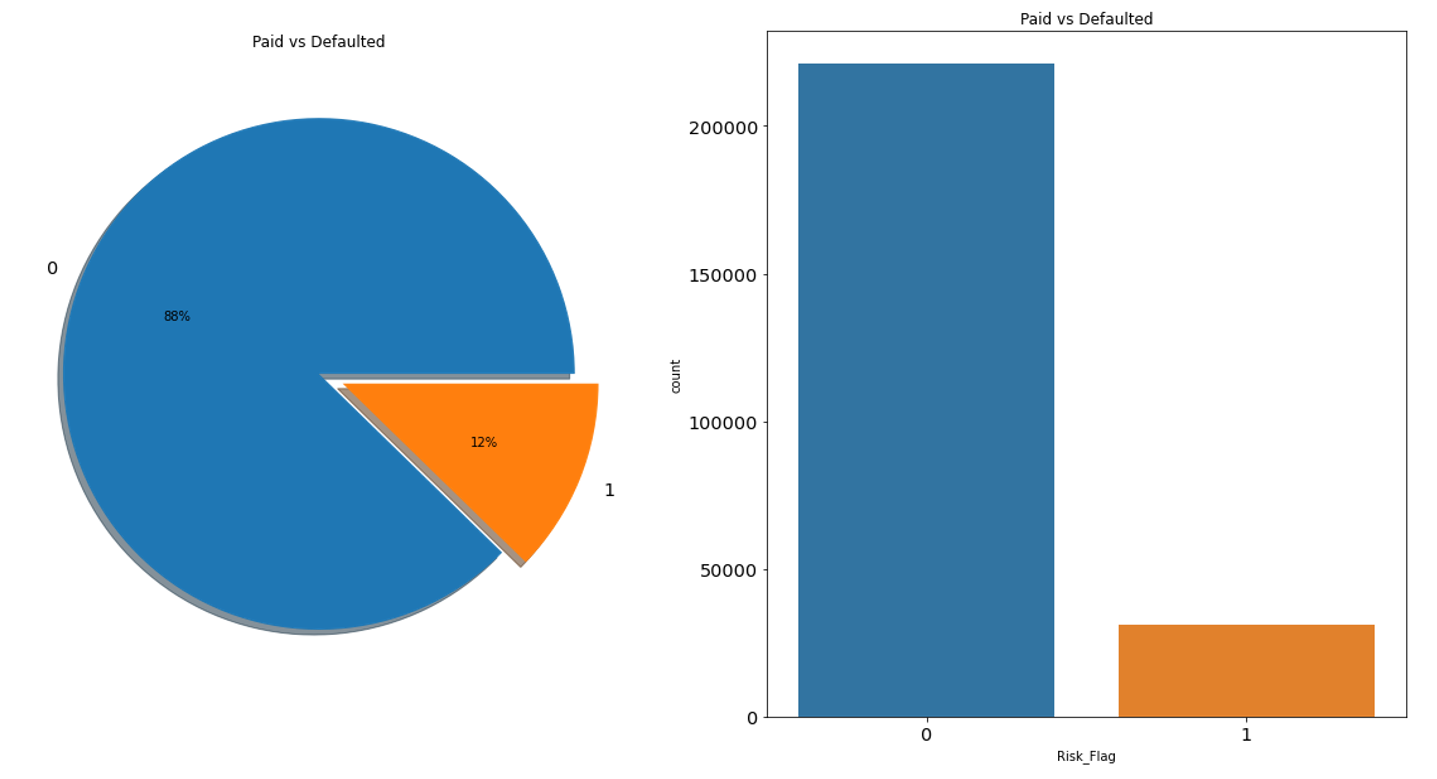 Paid vs Defaulted
0
88%
12%
1
Paid vs Defaulted
200000
150000
100000
50000
0
count
0 1
Risk_Flag